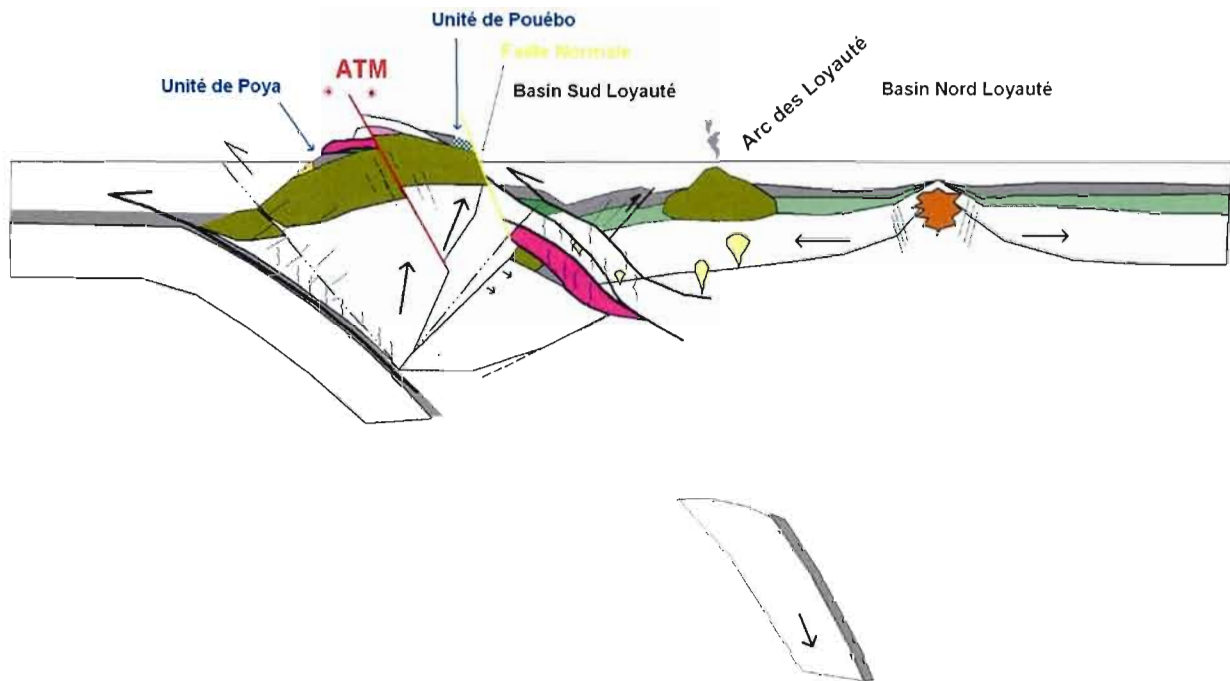 Unité de Pouébo
Faille Normale
ATM
Unité de Poya
Basin Sud Loyauté
Arc des Loyauté
Basin Nord Loyauté